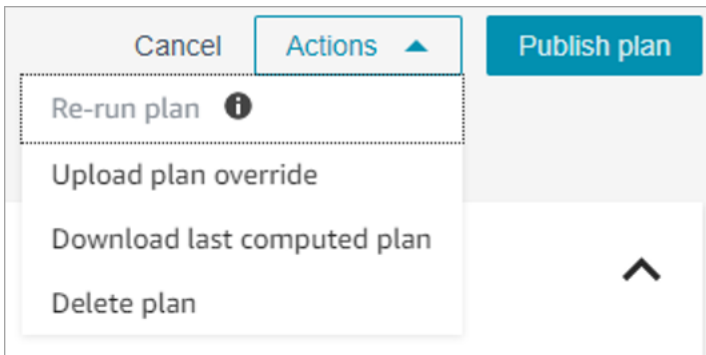 Cancel Actions Publish plan
Re-run plan
Upload plan override
Download last computed plan
Delete plan